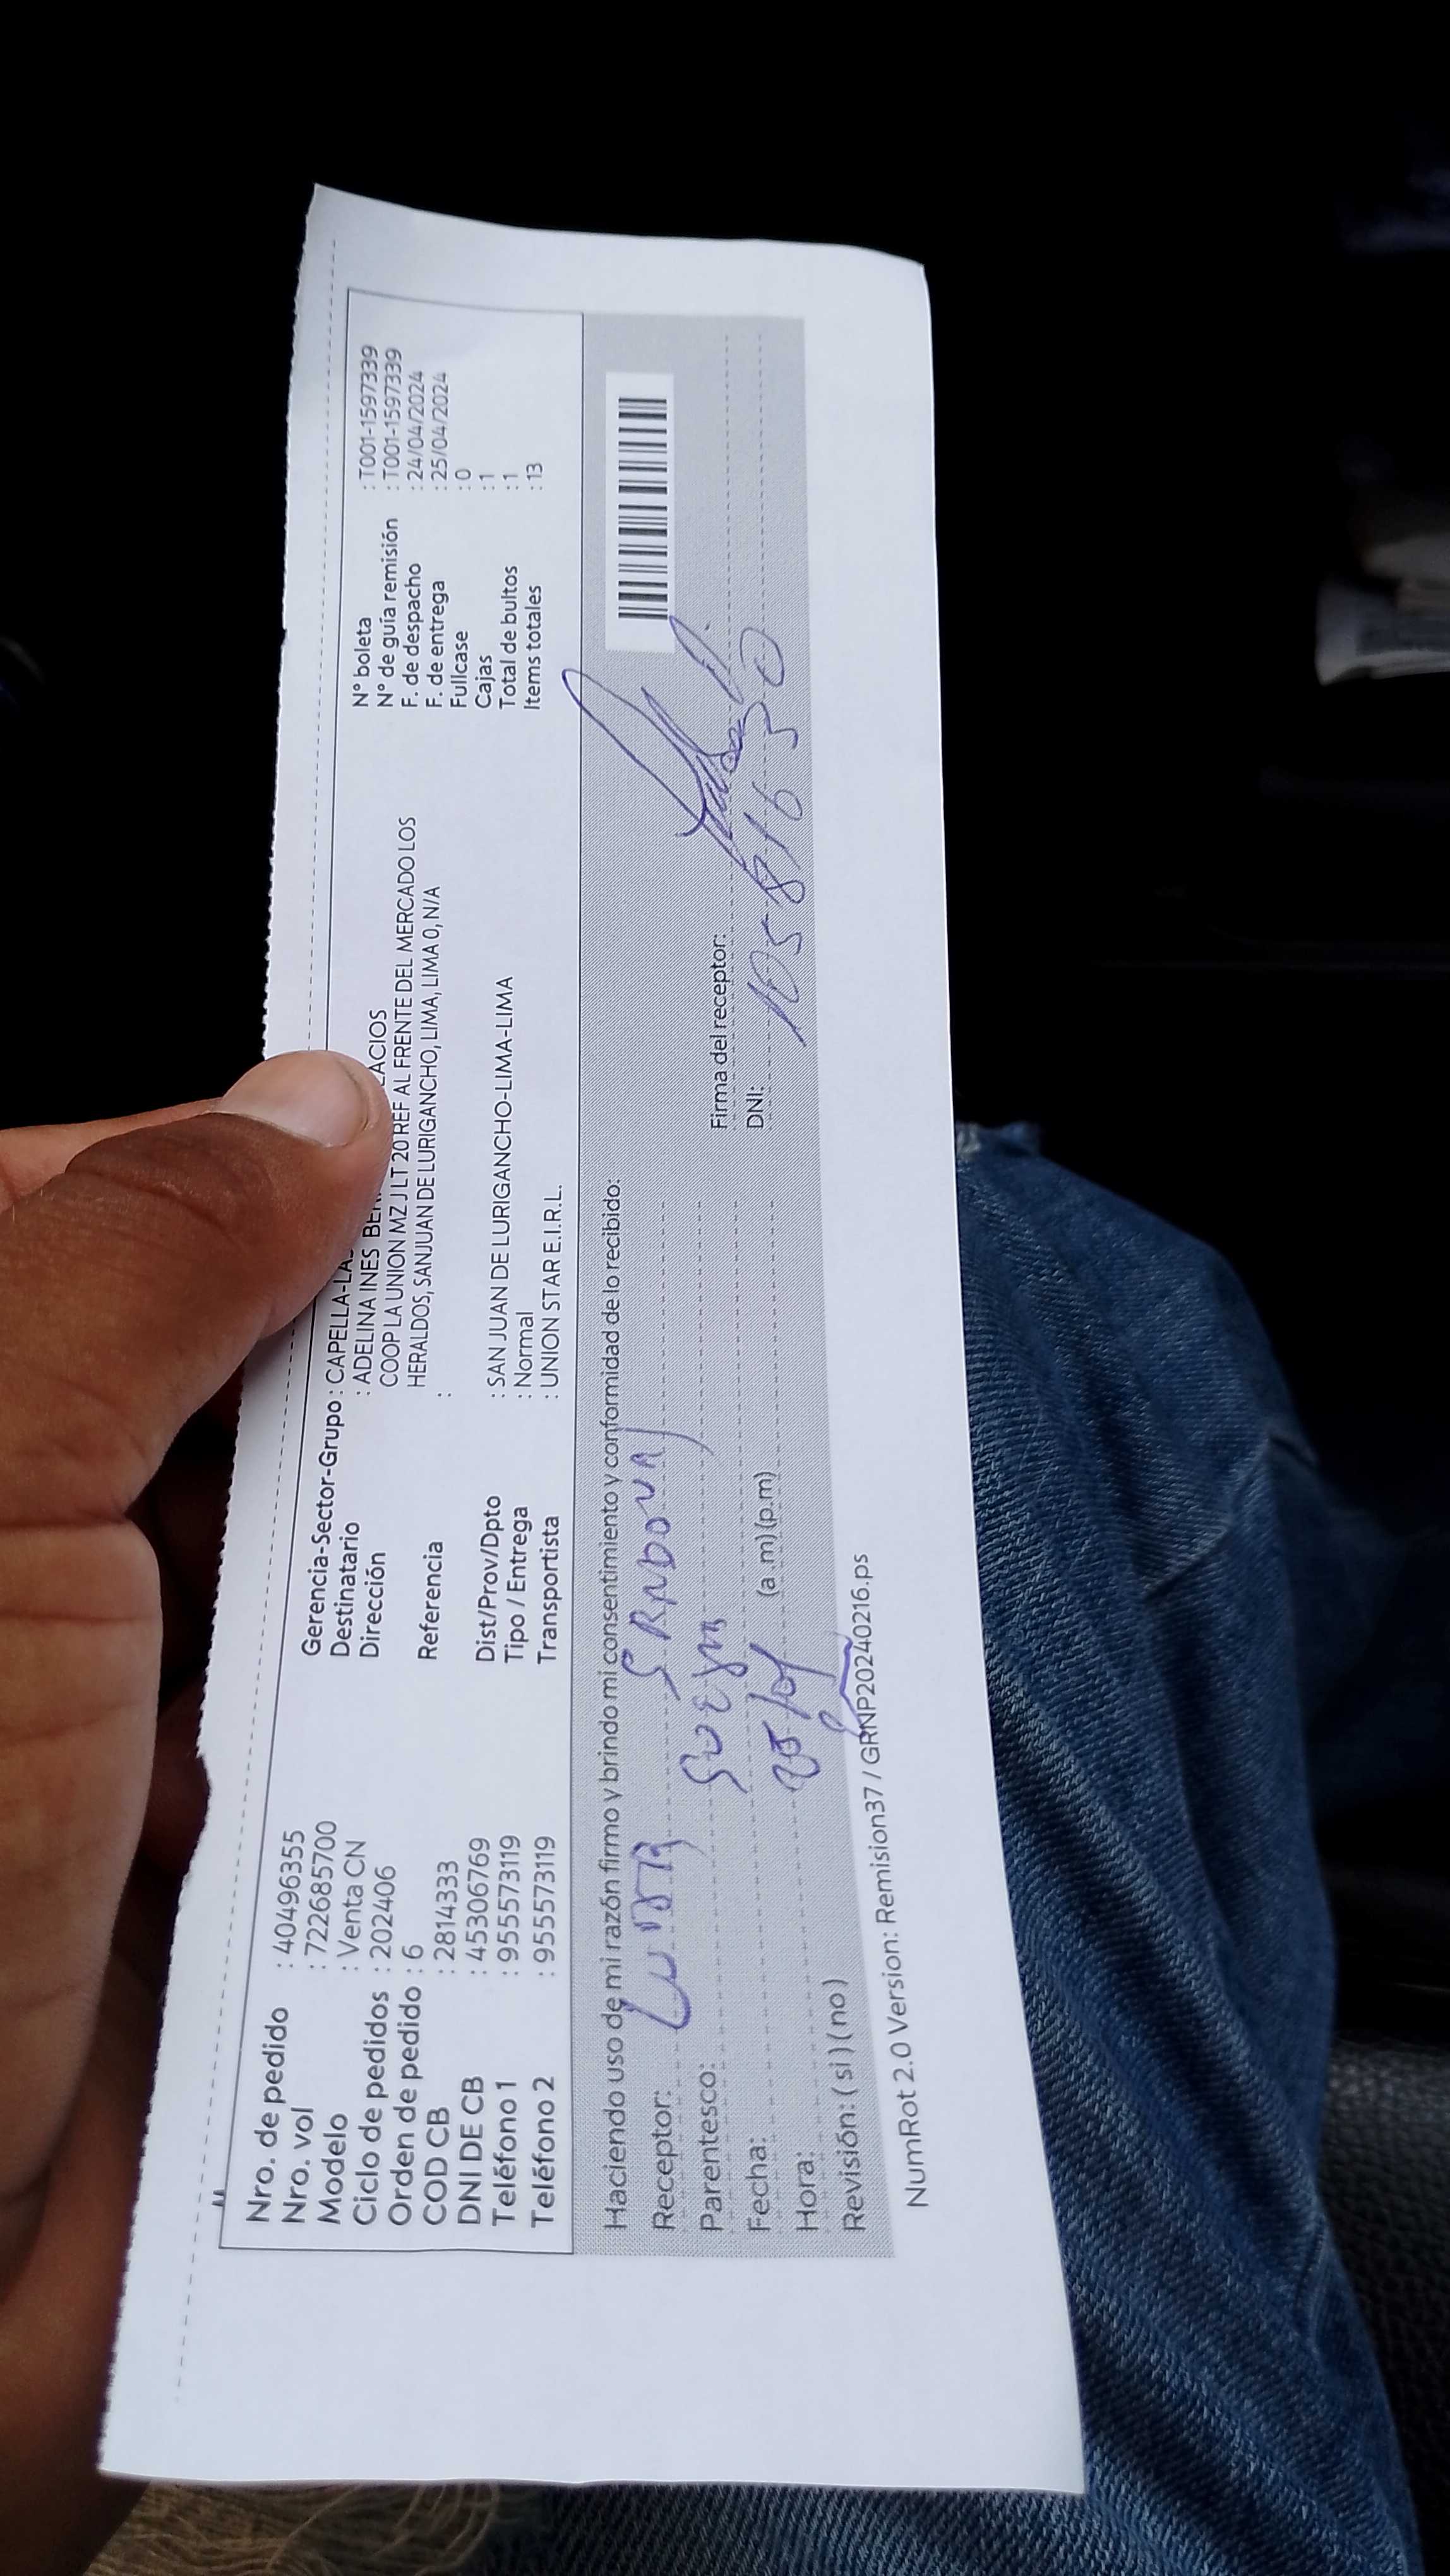 Nro. de pedido : 40496355
Nro. vol : 7226857​00
Modelo : Venta CN
Ciclo de pedidos : 202406
Orden de pedido : 6
COD CB : 2814333
DNI DE CB : 45306769
Teléfono 1 : 955573119
Teléfono 2 : 955573119
Gerencia-Sector-Grupo : CAPELLA-
Destinatario : ADELINA INES
Dirección COOP LA UNION MZ J LT 20 REF AL FRENTE DEL MERCADO LOS
HERALDOS, SANJUAN DE LURIGANCHO, LIMA, LIMA 0, N/A
Referencia :
Dist/Prov/Dpto : SAN JUAN DE LURIGANCHO-LIMA-LIMA
Tipo / Entrega : Normal
Transportista : UNION STAR E.I.R.L.
N° boleta : T001-1597339
N° de guía remisión : T001-1597339
F. de despacho : 24/04/2024
F. de entrega : 25/04/2024
Fullcase : 0
Cajas : 1
Total de bultos : 1
Items totales : 13
Haciendo uso de mi razón firmo y brindo mi consentimiento y conformidad de lo recibido:
Receptor: SANDOVAL
Parentesco:
Fecha:
Hora: (a.m) (p.m)
Revisión: (si) (no)
Firma del receptor:
DNI: 10581630
NumRot 2.0 Version: Remision37 / GRNP20240216.ps